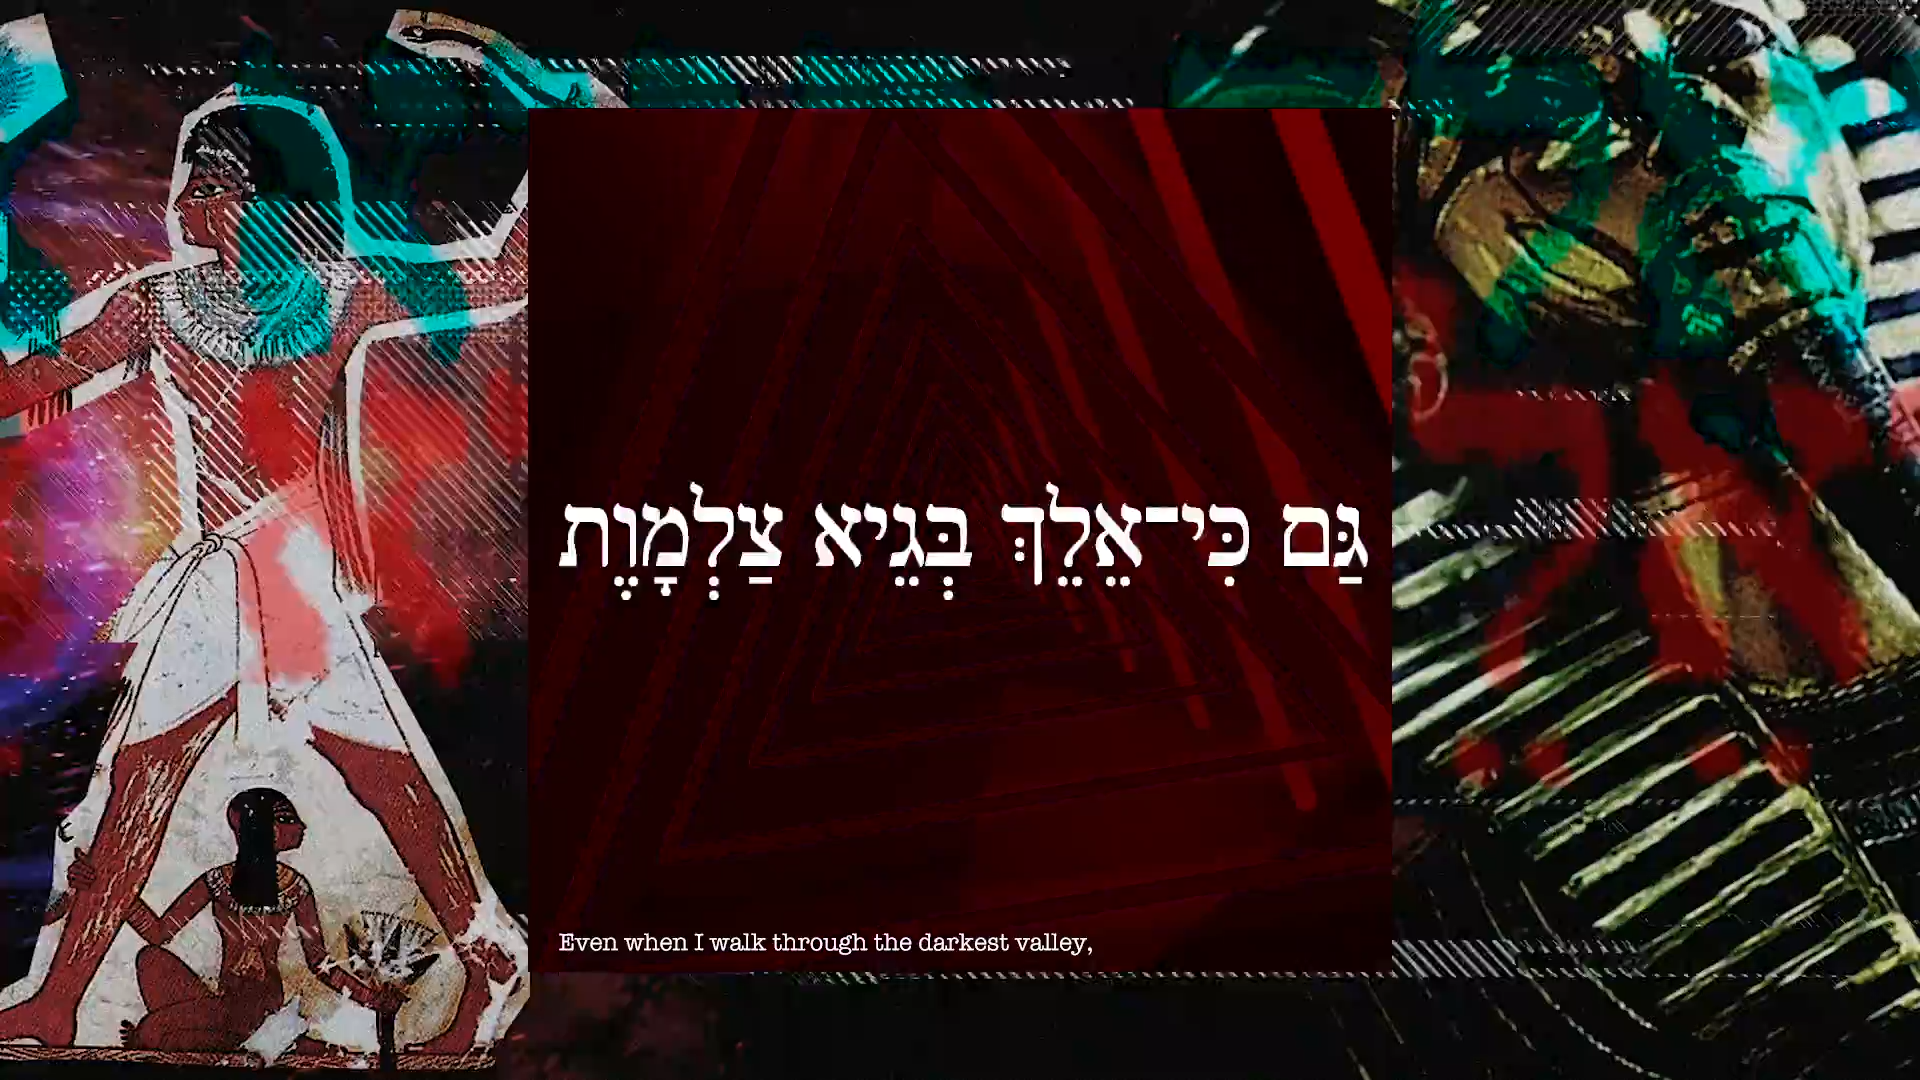 גַּם כִּי־אֵלֵךְ בְּגֵיא צַלְמָוֶת
Even when I walk through the darkest valley,